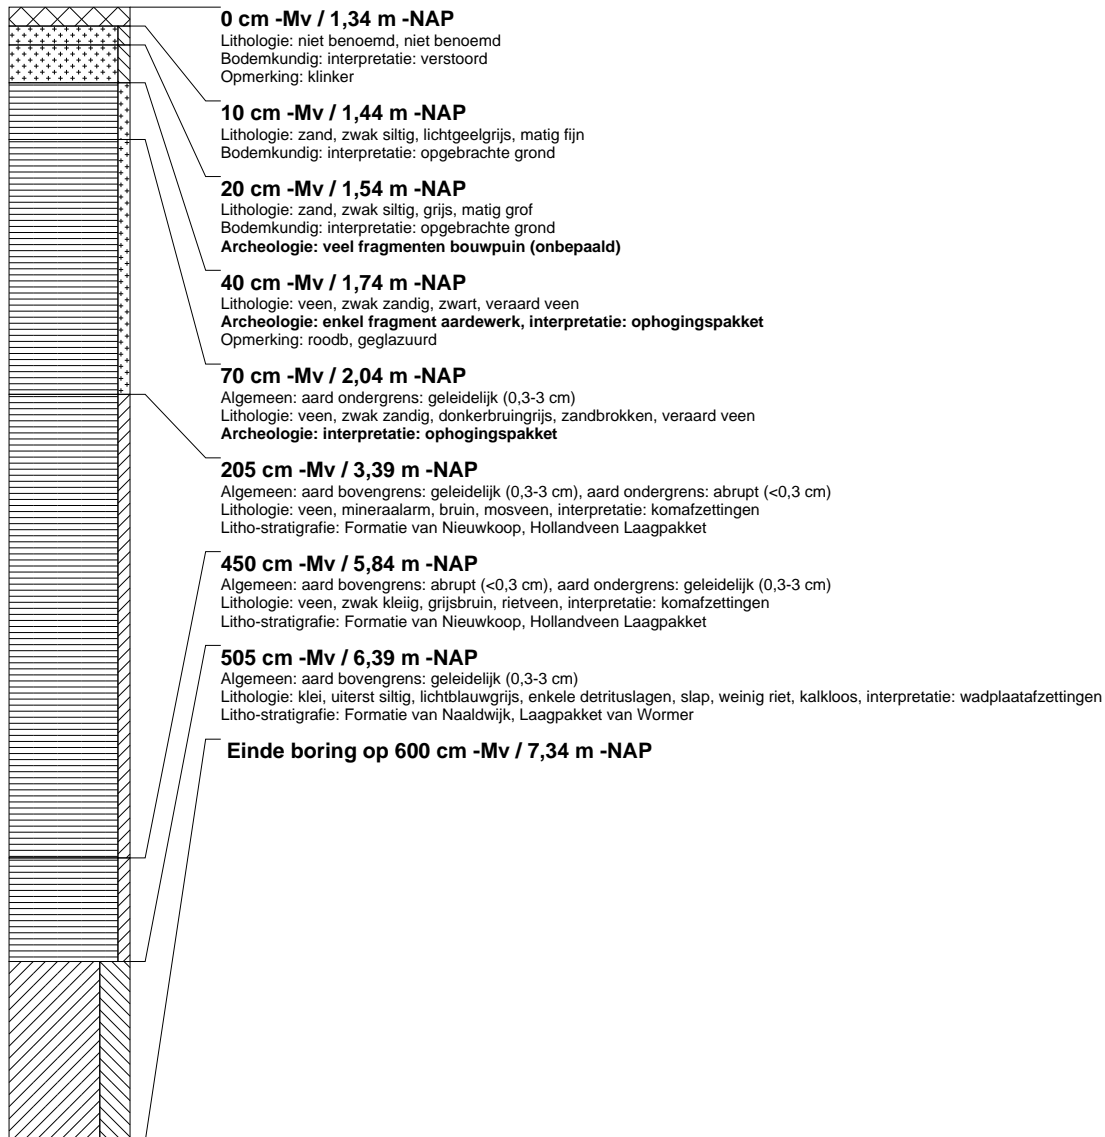 0 cm -Mv / 1,34 m -NAP
Lithologie: niet benoemd, niet benoemd
Bodemkundig: interpretatie: verstoord
Opmerking: klinker
10 cm -Mv / 1,44 m -NAP
Lithologie: zand, zwak siltig, lichtgeelgrijs, matig fijn
Bodemkundig: interpretatie: opgebrachte grond
20 cm -Mv / 1,54 m -NAP
Lithologie: zand, zwak siltig, grijs, matig grof
Bodemkundig: interpretatie: opgebrachte grond
Archeologie: veel fragmenten bouwpuin (onbepaald)
40 cm -Mv / 1,74 m -NAP
Lithologie: veen, zwak zandig, zwart, veraard veen
Archeologie: enkel fragment aardewerk, interpretatie: ophogingspakket
Opmerking: roodb, geglazuurd
70 cm -Mv / 2,04 m -NAP
Algemeen: aard ondergrens: geleidelijk (0,3-3 cm)
Lithologie: veen, zwak zandig, donkerbruingrijs, zandbrokken, veraard veen
Archeologie: interpretatie: ophogingspakket
205 cm -Mv / 3,39 m -NAP
Algemeen: aard bovengrens: geleidelijk (0,3-3 cm), aard ondergrens: abrupt (<0,3 cm)
Lithologie: veen, mineraalarm, bruin, mosveen, interpretatie: komafzettingen
Litho-stratigrafie: Formatie van Nieuwkoop, Hollandveen Laagpakket
450 cm -Mv / 5,84 m -NAP
Algemeen: aard bovengrens: abrupt (<0,3 cm), aard ondergrens: geleidelijk (0,3-3 cm)
Lithologie: veen, zwak kleiig, grijsbruin, rietveen, interpretatie: komafzettingen
Litho-stratigrafie: Formatie van Nieuwkoop, Hollandveen Laagpakket
505 cm -Mv / 6,39 m -NAP
Algemeen: aard bovengrens: geleidelijk (0,3-3 cm)
Lithologie: klei, uiterst siltig, lichtblauwgrijs, enkele detrituslagen, slap, weinig riet, kalkloos, interpretatie: wadplaatafzettingen
Litho-stratigrafie: Formatie van Naaldwijk, Laagpakket van Wormer
Einde boring op 600 cm -Mv / 7,34 m -NAP